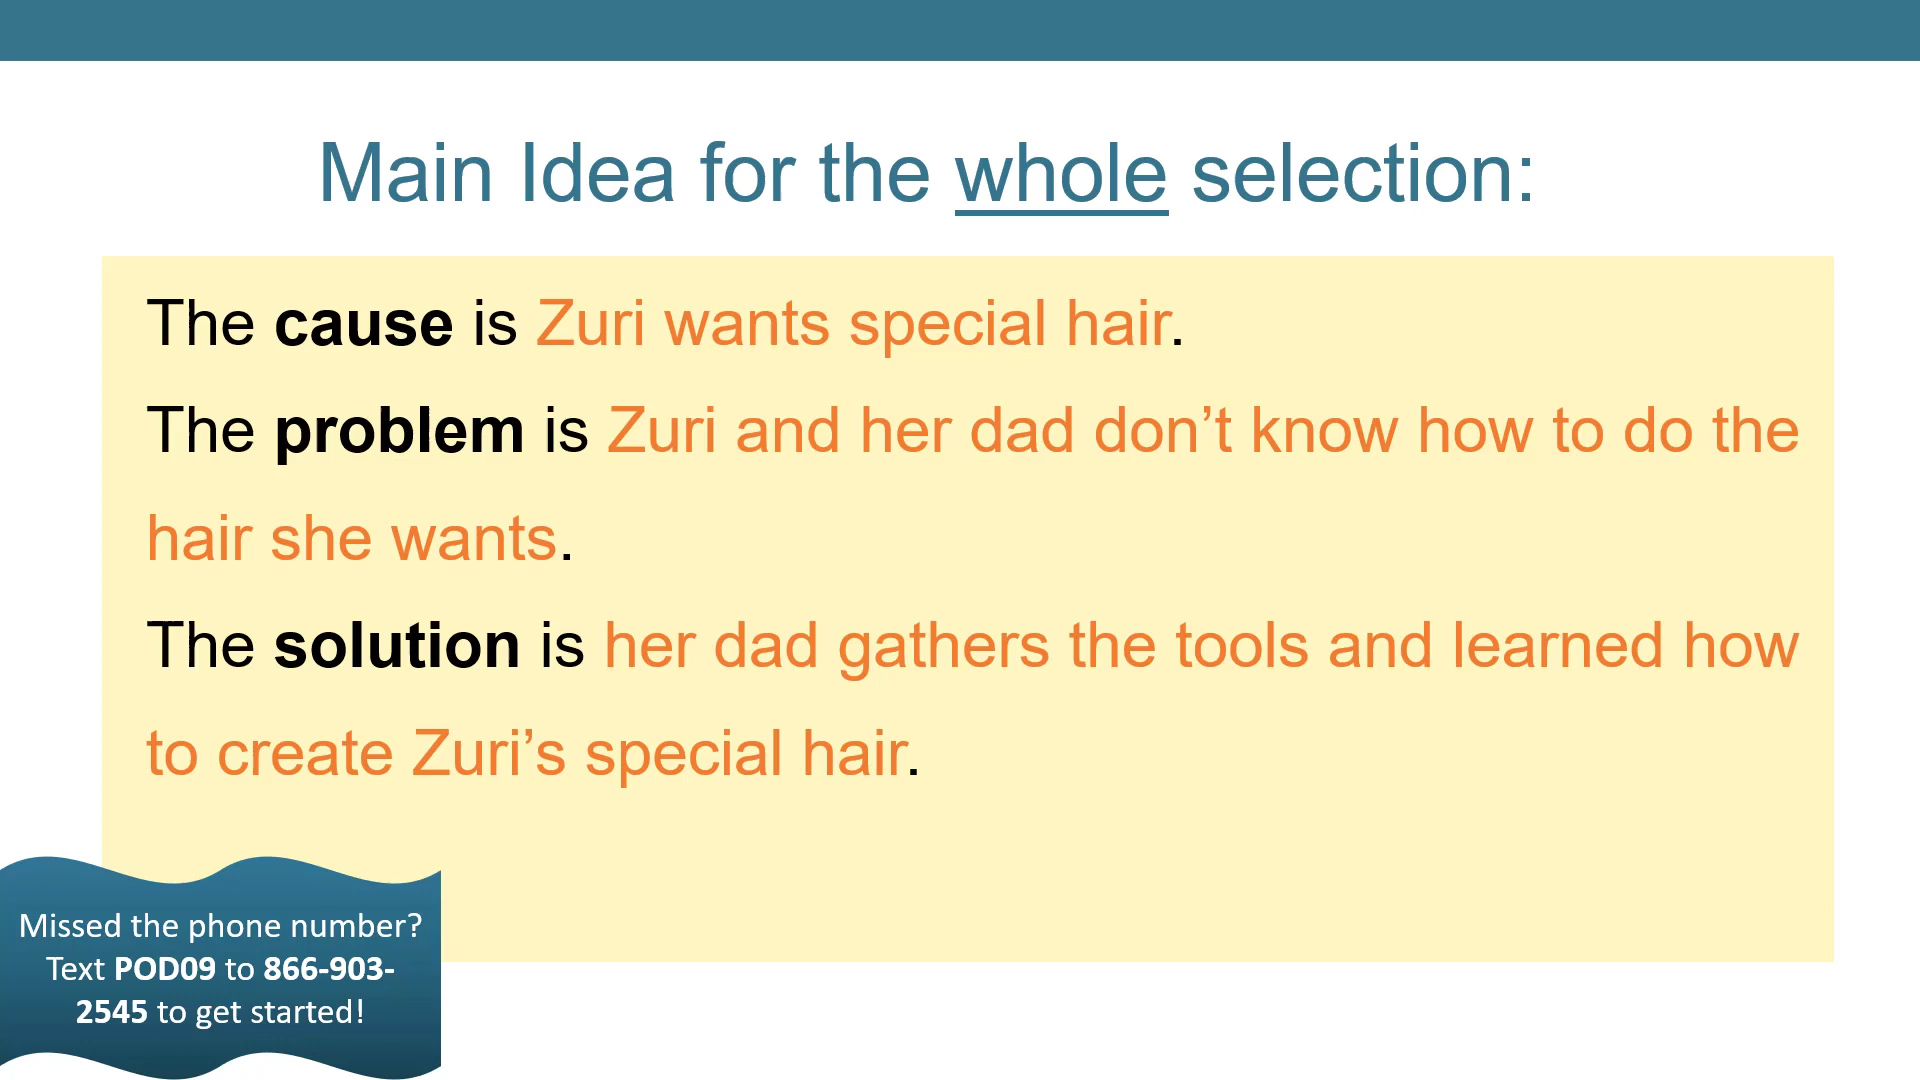 Main Idea for the whole selection:
The cause is Zuri wants special hair.
The problem is Zuri and her dad don’t know how to do the
hair she wants.
The solution is her dad gathers the tools and learned how
to create Zuri’s special hair.
Missed the phone number?
Text POD09 to 866-903-
2545 to get started!